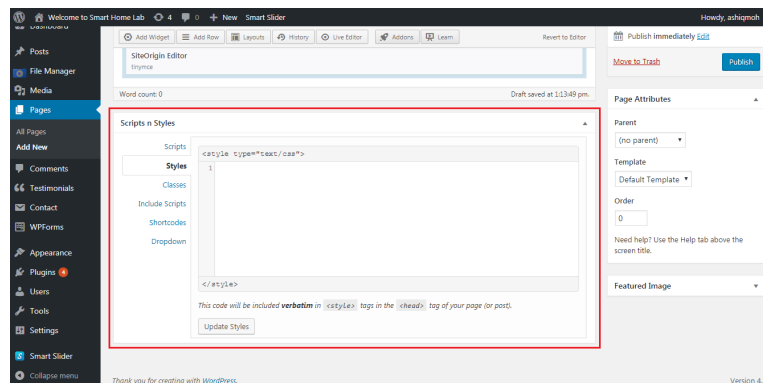 Welcome to Smart Home Lab 4 0 + New Smart Slider Howdy, ashiqmoh
Dashboard
Posts
File Manager
Media
Pages
All Pages
Add New
Comments
Testimonials
Contact
WPForms
Appearance
Plugins 4
Users
Tools
Settings
Smart Slider
Collapse menu
Add Widget Add Row Layouts History Live Editor Addons Learn Revert to Editor
SiteOrigin Editor
tinymce
Word count: 0 Draft saved at 1:13:49 pm.
Scripts n Styles
Scripts
Styles
Classes
Include Scripts
Shortcodes
Dropdown
<style type="text/css">
1
</style>
This code will be included verbatim in <style> tags in the <head> tag of your page (or post).
Update Styles
Thank you for creating with WordPress.
Publish immediately Edit
Move to Trash Publish
Page Attributes
Parent
(no parent)
Template
Default Template
Order
0
Need help? Use the Help tab above the
screen title.
Featured Image
Version 4.